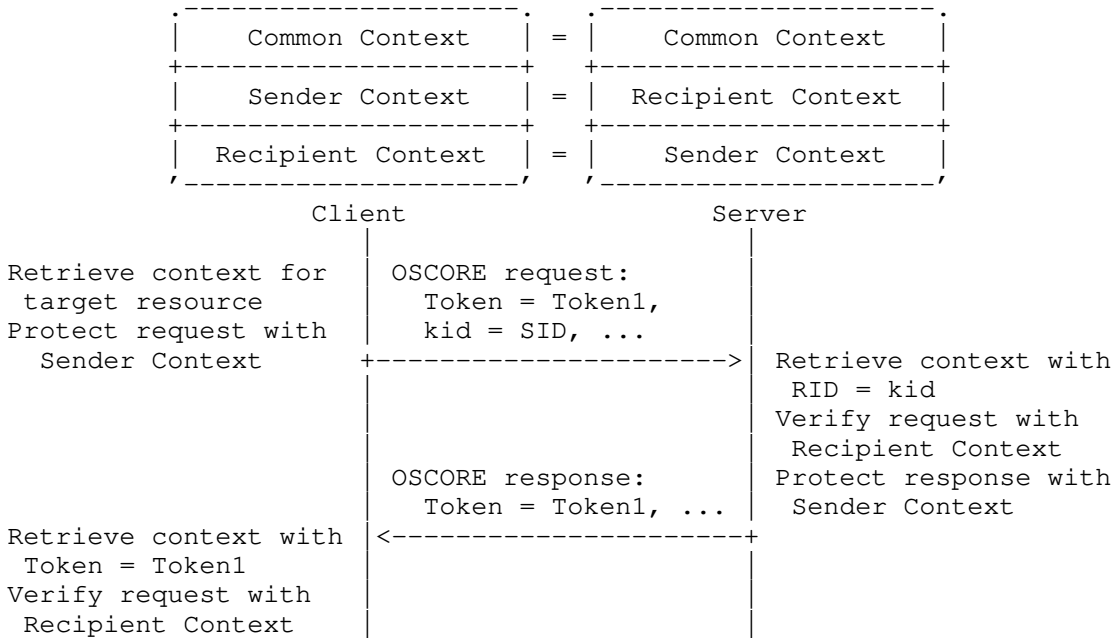 Common Context = Common Context
Sender Context = Recipient Context
Recipient Context = Sender Context
Client Server
Retrieve context for OSCORE request:
target resource Token = Token1,
Protect request with kid = SID, ...
Sender Context Retrieve context with
RID = kid
Verify request with
Recipient Context
OSCORE response: Protect response with
Token = Token1, ... Sender Context
Retrieve context with
Token = Token1
Verify request with
Recipient Context